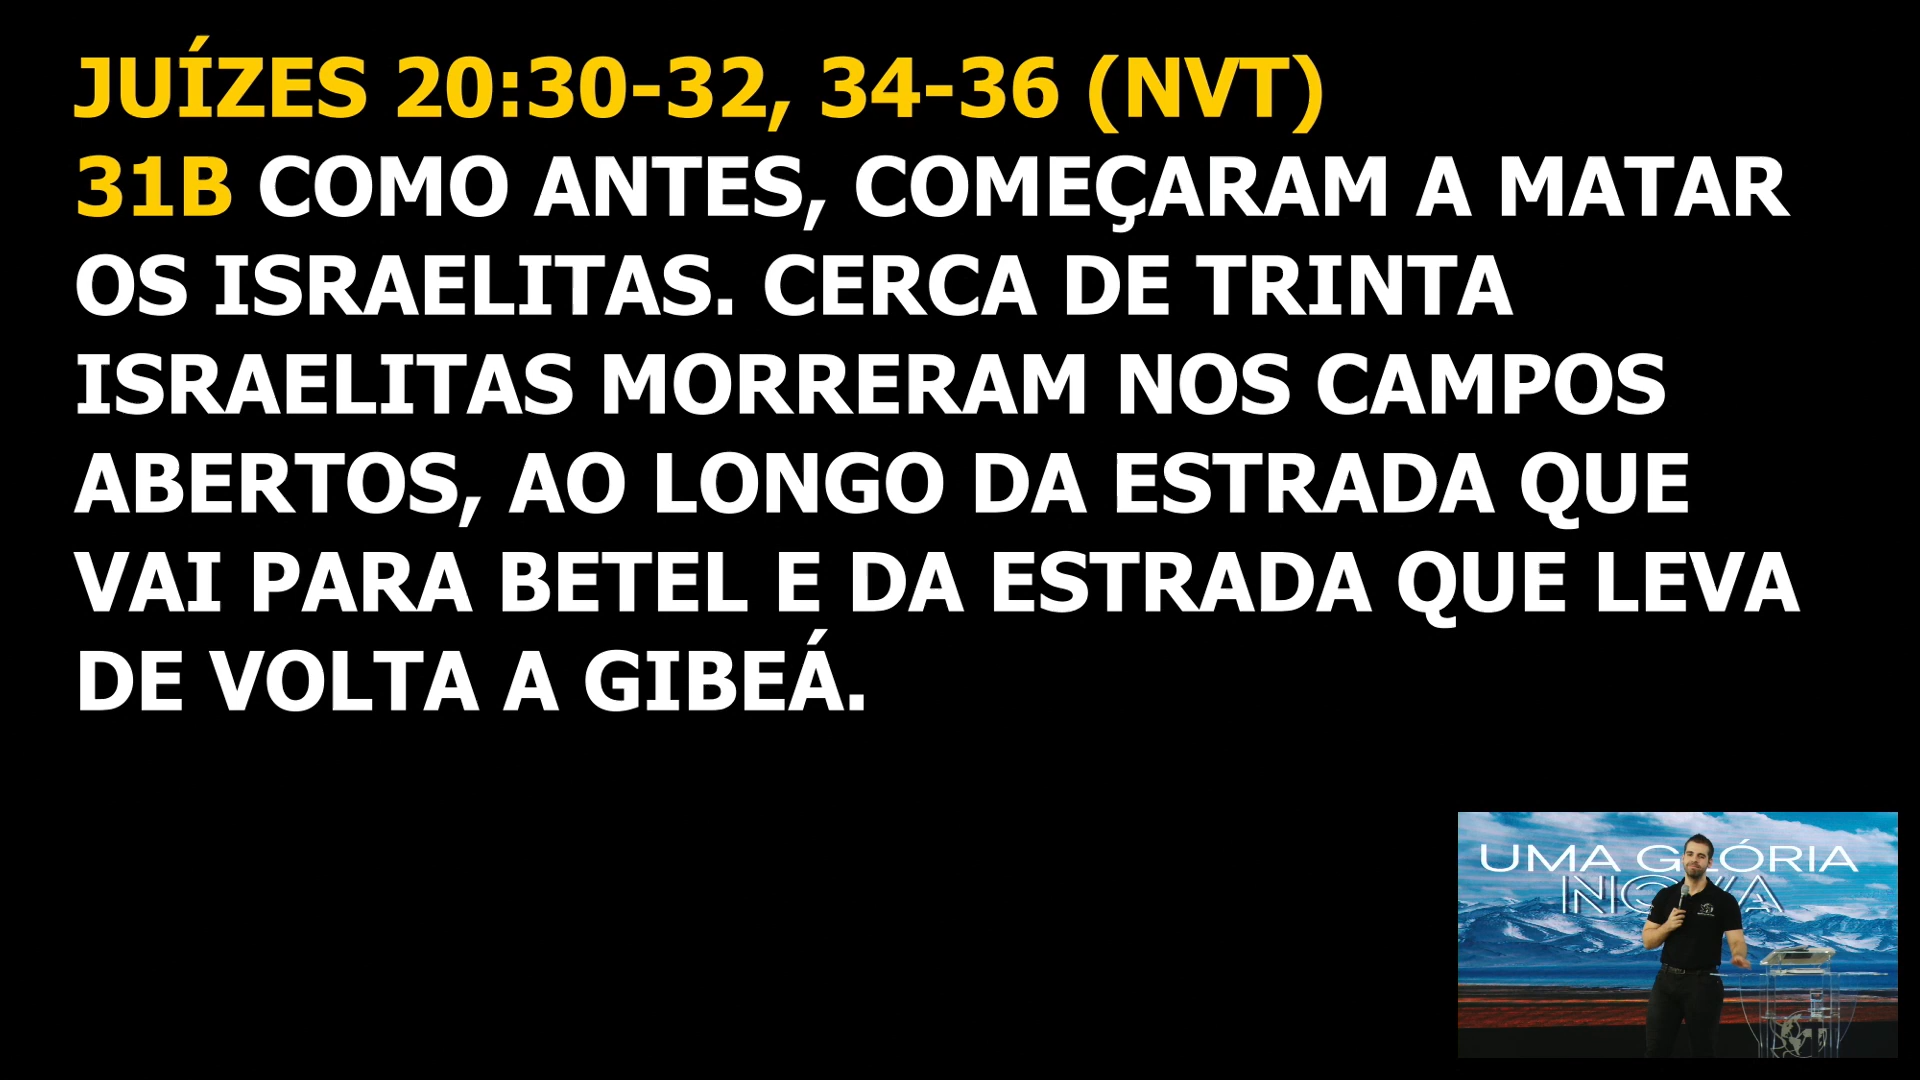 JUÍZES 20:30-32, 34-36 (NVT)
31B COMO ANTES, COMEÇARAM A MATAR
OS ISRAELITAS. CERCA DE TRINTA
ISRAELITAS MORRERAM NOS CAMPOS
ABERTOS, AO LONGO DA ESTRADA QUE
VAI PARA BETEL E DA ESTRADA QUE LEVA
DE VOLTA A GIBEÁ.
UMA GLÓRIA
NOVA